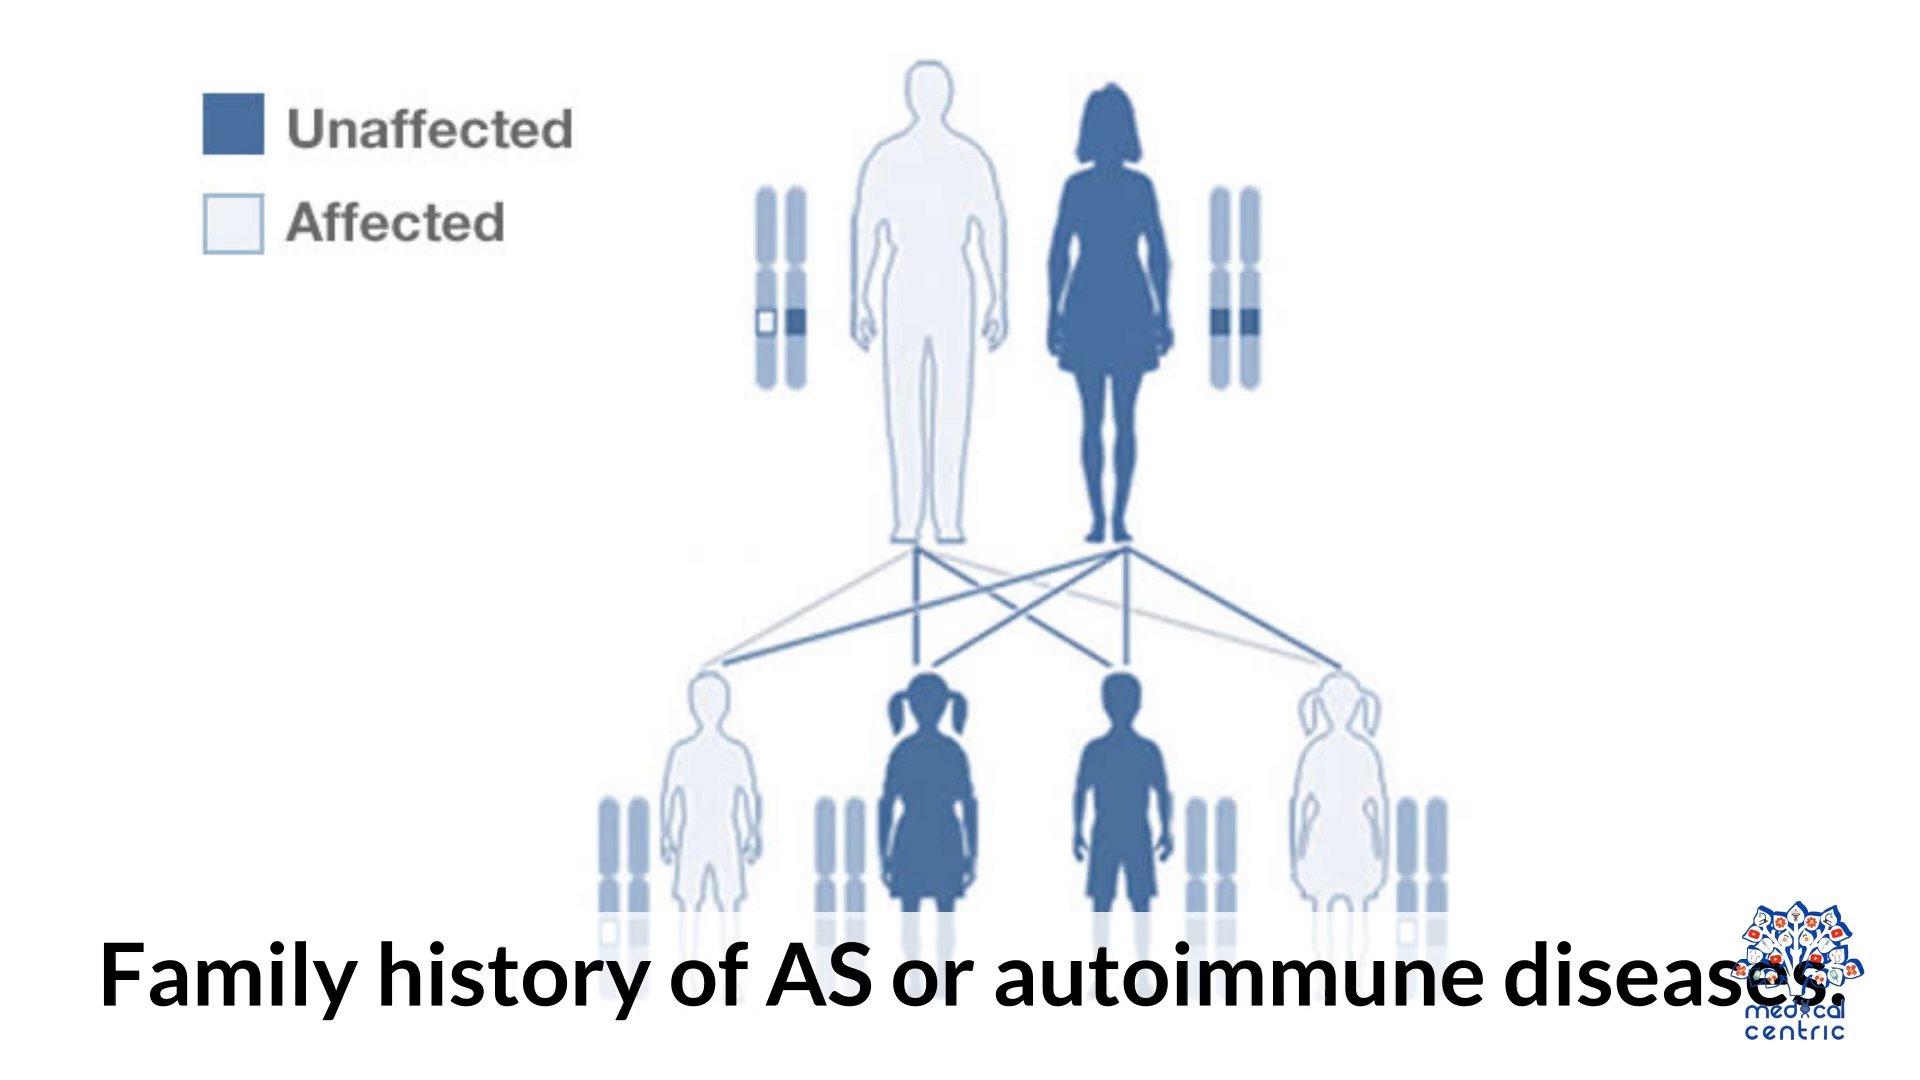 Unaffected
Affected
Family history of AS or autoimmune diseases.
medical
centric